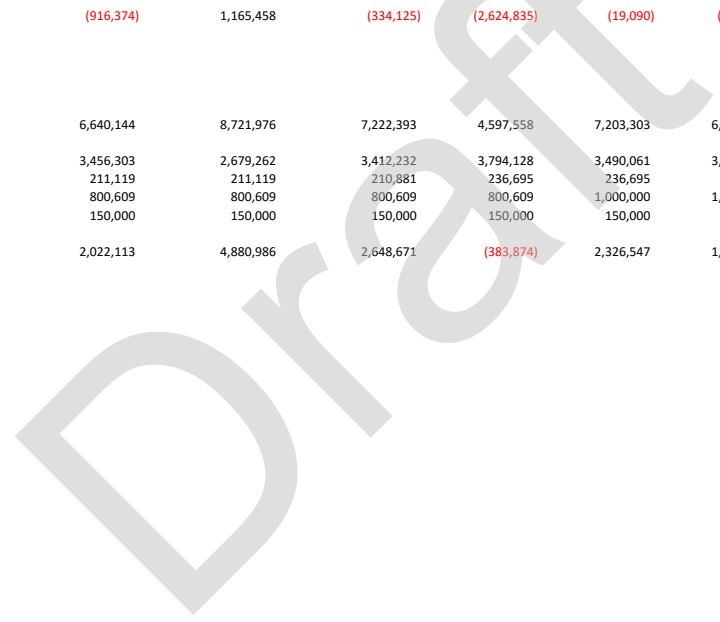 (916,374) 1,165,458 (334,125) (2,624,835) (19,090) (
6,640,144 8,721,976 7,222,393 4,597,558 7,203,303 6,
3,456,303 2,679,262 3,412,232 3,794,128 3,490,061 3,
211,119 211,119 210,881 236,695 236,695
800,609 800,609 800,609 800,609 1,000,000 1,
150,000 150,000 150,000 150,000 150,000
2,022,113 4,880,986 2,648,671 (383,874) 2,326,547 1,
Draft